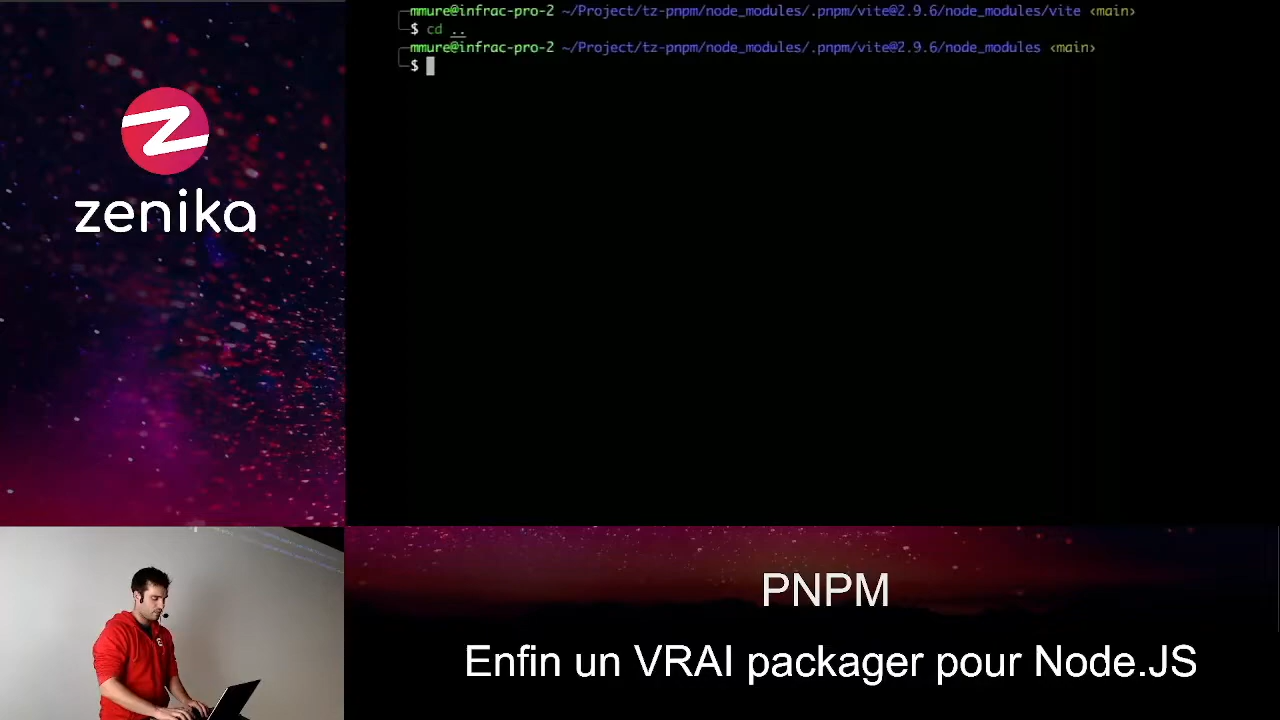 mmure@infrac-pro-2 ~/Project/tz-pnpm/node_modules/.pnpm/vite@2.9.6/node_modules/vite ‹main›
$ cd ..
mmure@infrac-pro-2 ~/Project/tz-pnpm/node_modules/.pnpm/vite@2.9.6/node_modules ‹main›
$
zenika
PNPM
Enfin un VRAI packager pour Node.JS